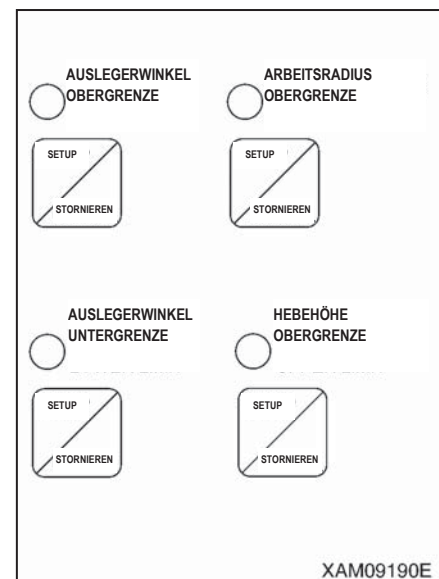 AUSLEGERWINKEL
OBERGRENZE
SETUP
STORNIEREN
ARBEITSRADIUS
OBERGRENZE
SETUP
STORNIEREN
AUSLEGERWINKEL
UNTERGRENZE
SETUP
STORNIEREN
HEBEHÖHE
OBERGRENZE
SETUP
STORNIEREN
XAM09190E